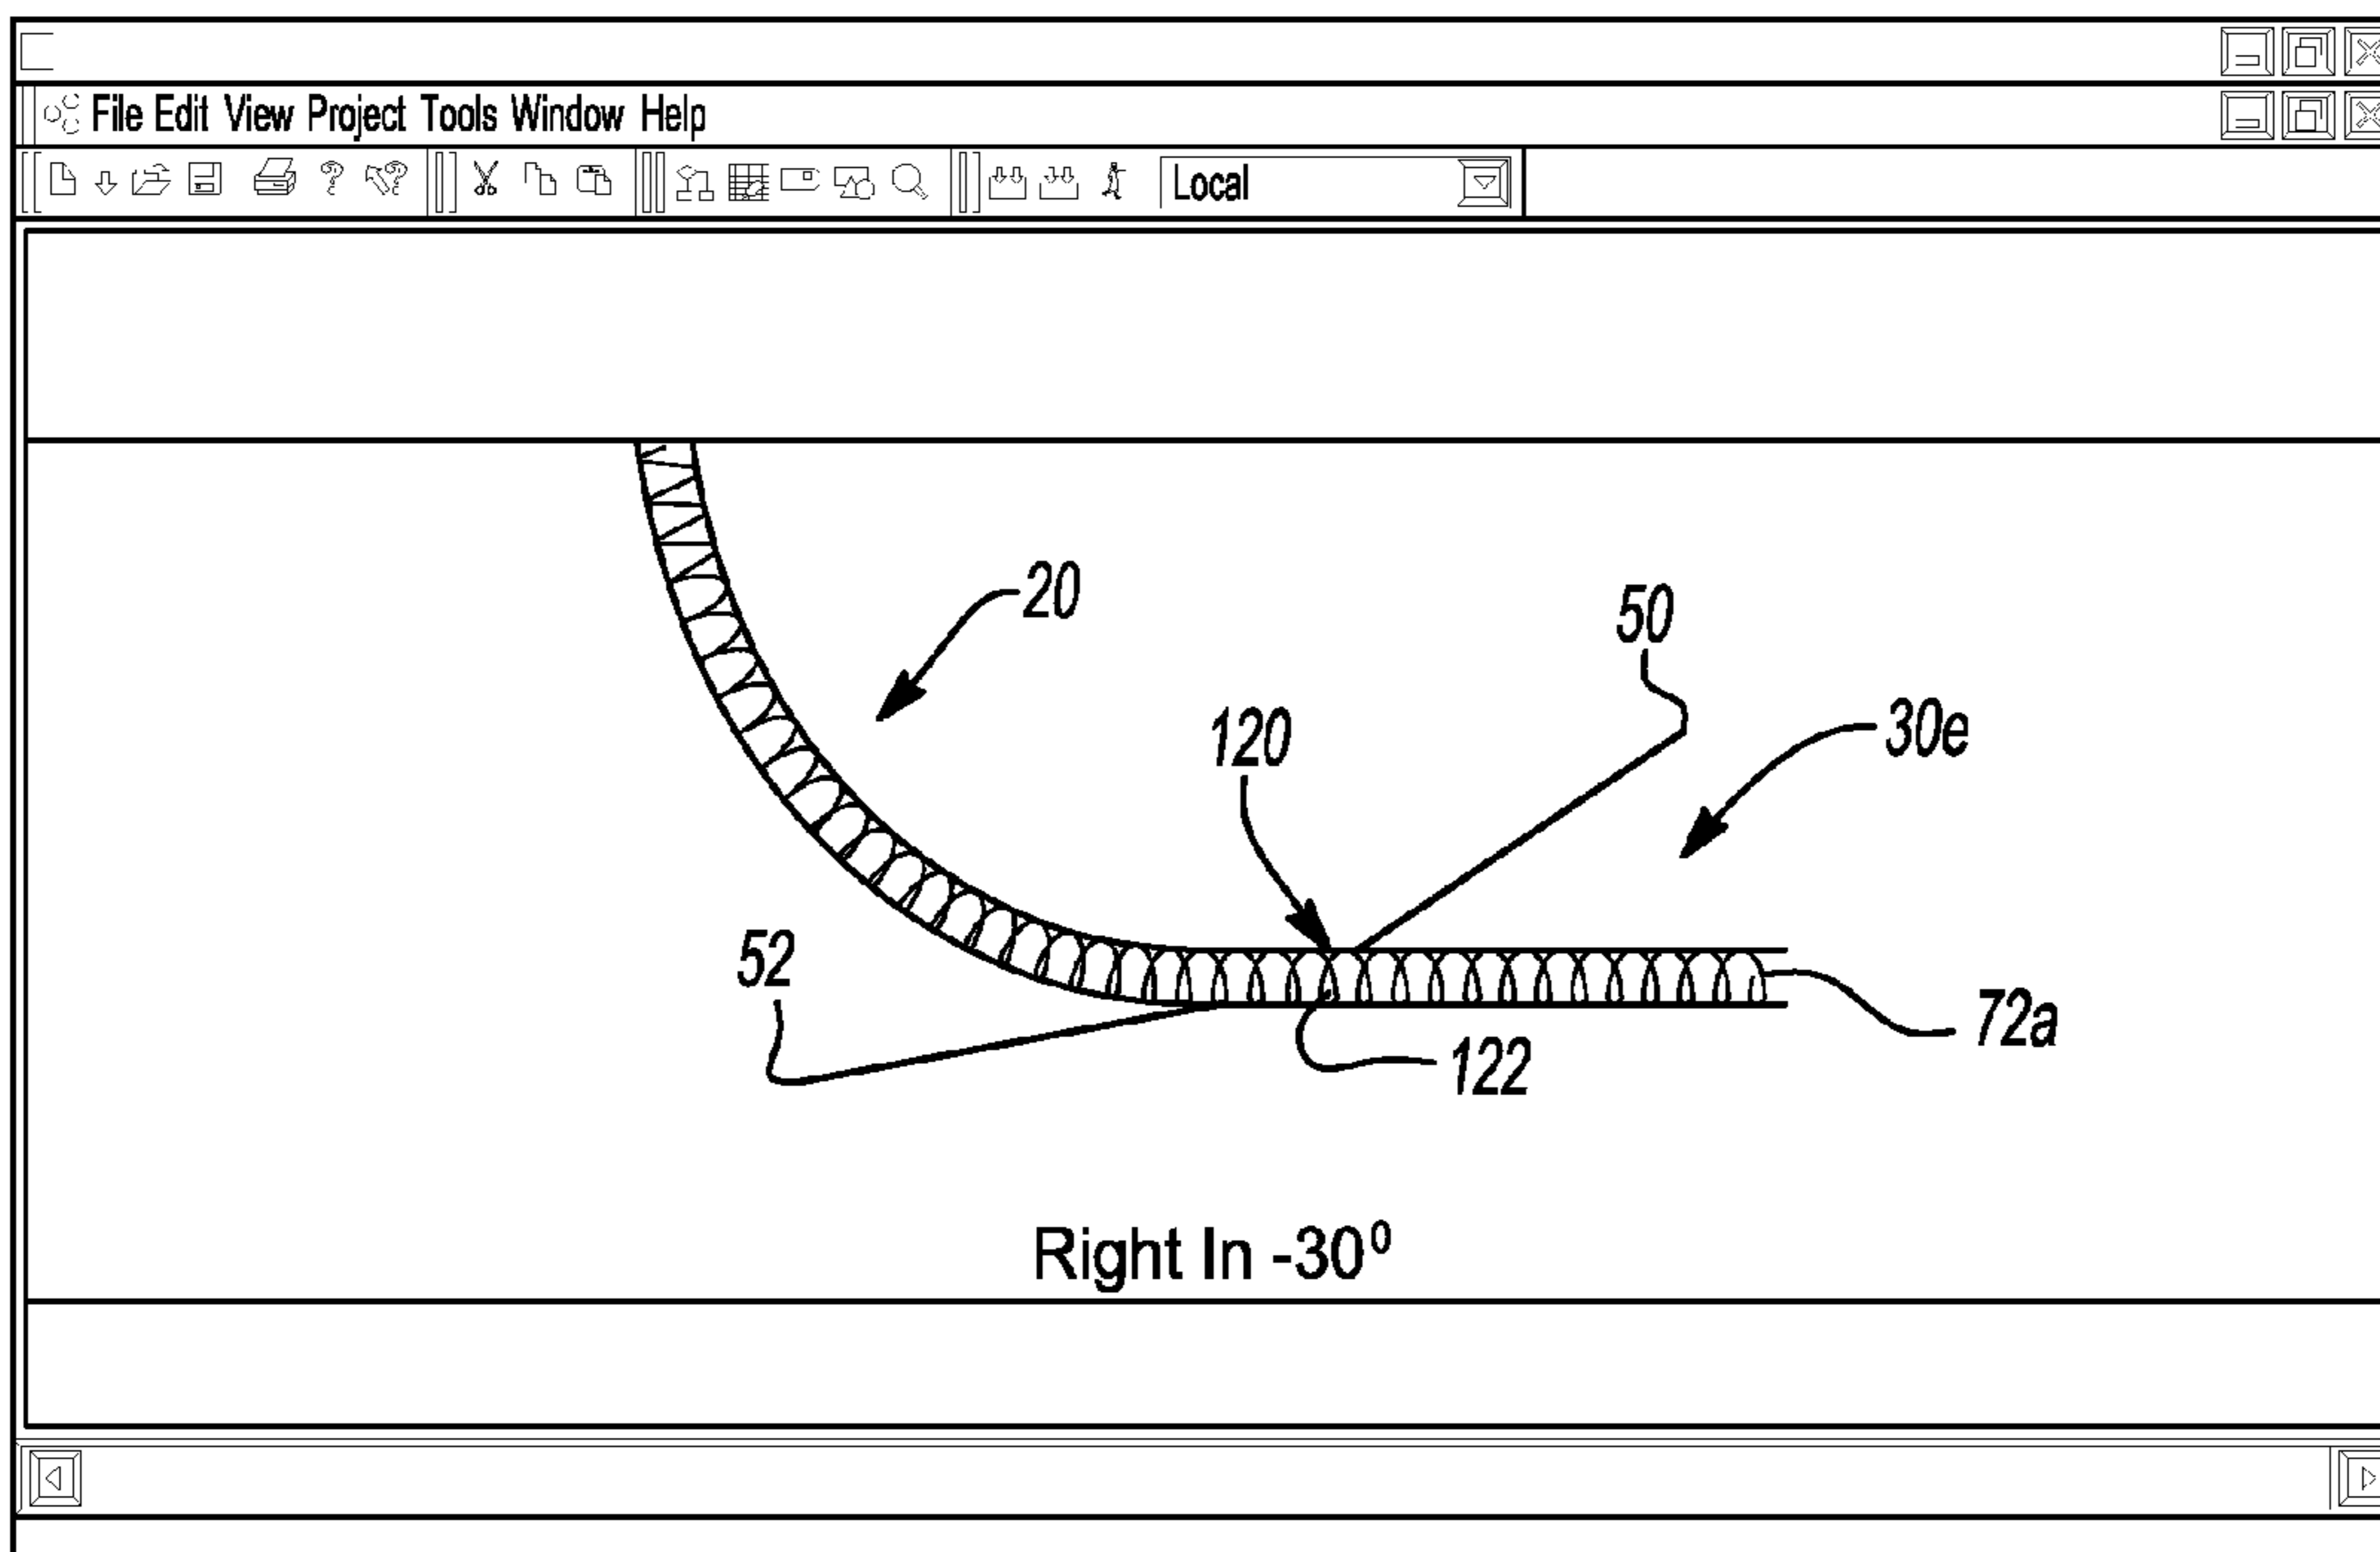 File Edit View Project Tools Window Help
Local
20
50
120
30e
52
72a
122
Right In -30⁰